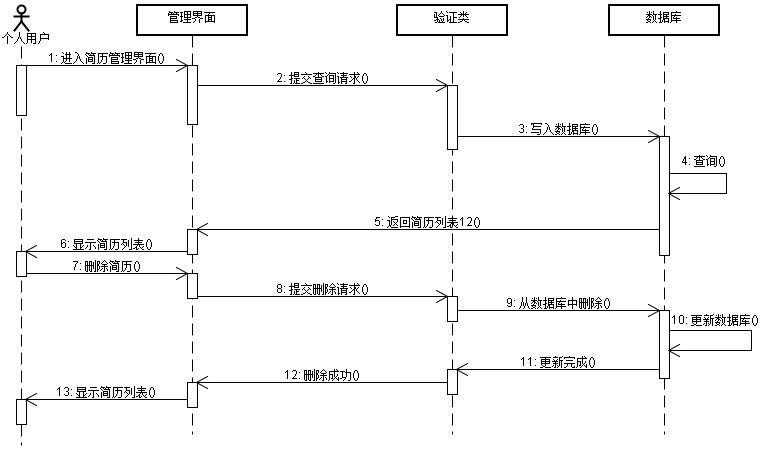 管理界面
验证类
数据库
个人用户
1: 进入简历管理界面()
2: 提交查询请求()
3: 写入数据库()
4: 查询()
5: 返回简历列表12()
6: 显示简历列表()
7: 删除简历()
8: 提交删除请求()
9: 从数据库中删除()
10: 更新数据库()
11: 更新完成()
12: 删除成功()
13: 显示简历列表()